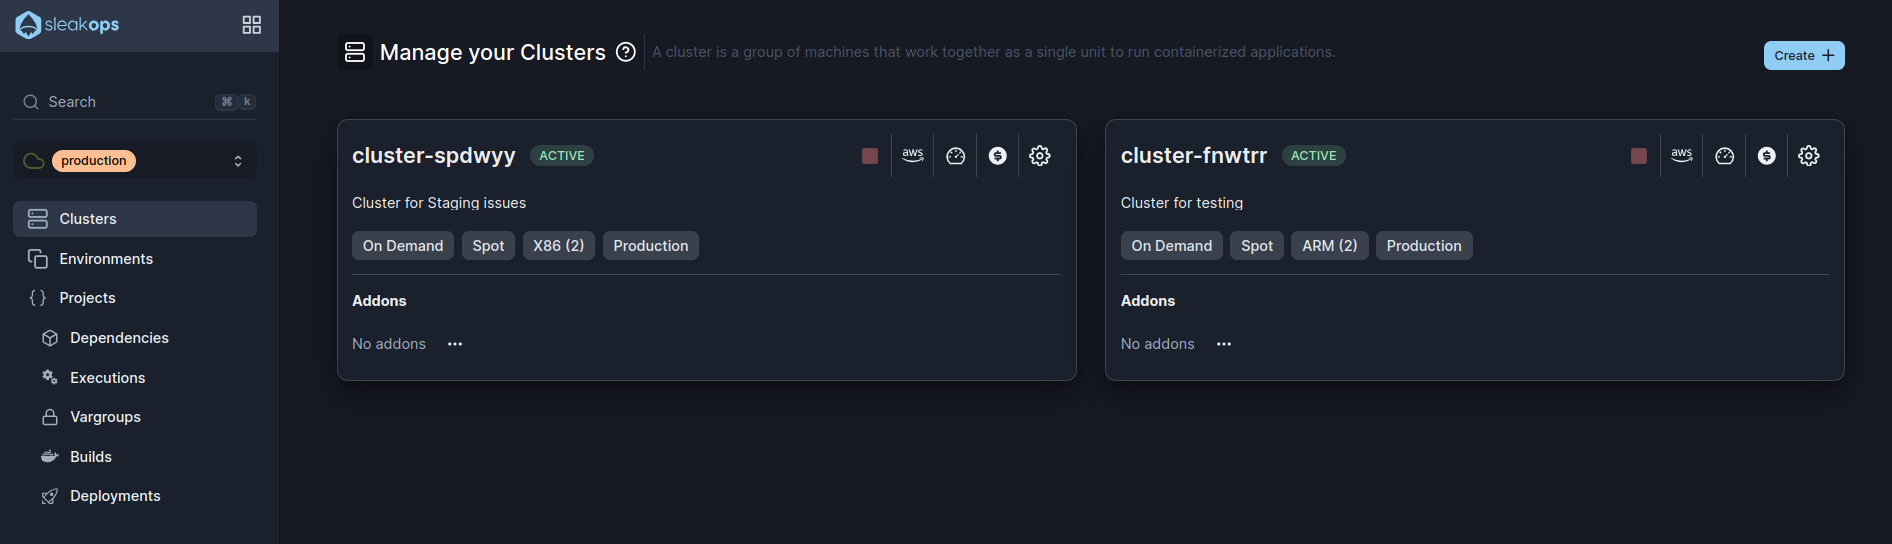 sleakops
Search ⌘ k
production
Clusters
Environments
Projects
Dependencies
Executions
Vargroups
Builds
Deployments
Manage your Clusters
A cluster is a group of machines that work together as a single unit to run containerized applications.
Create
cluster-spdwyy ACTIVE aws
Cluster for Staging issues
On Demand Spot X86 (2) Production
Addons
No addons
cluster-fnwtrr ACTIVE aws
Cluster for testing
On Demand Spot ARM (2) Production
Addons
No addons